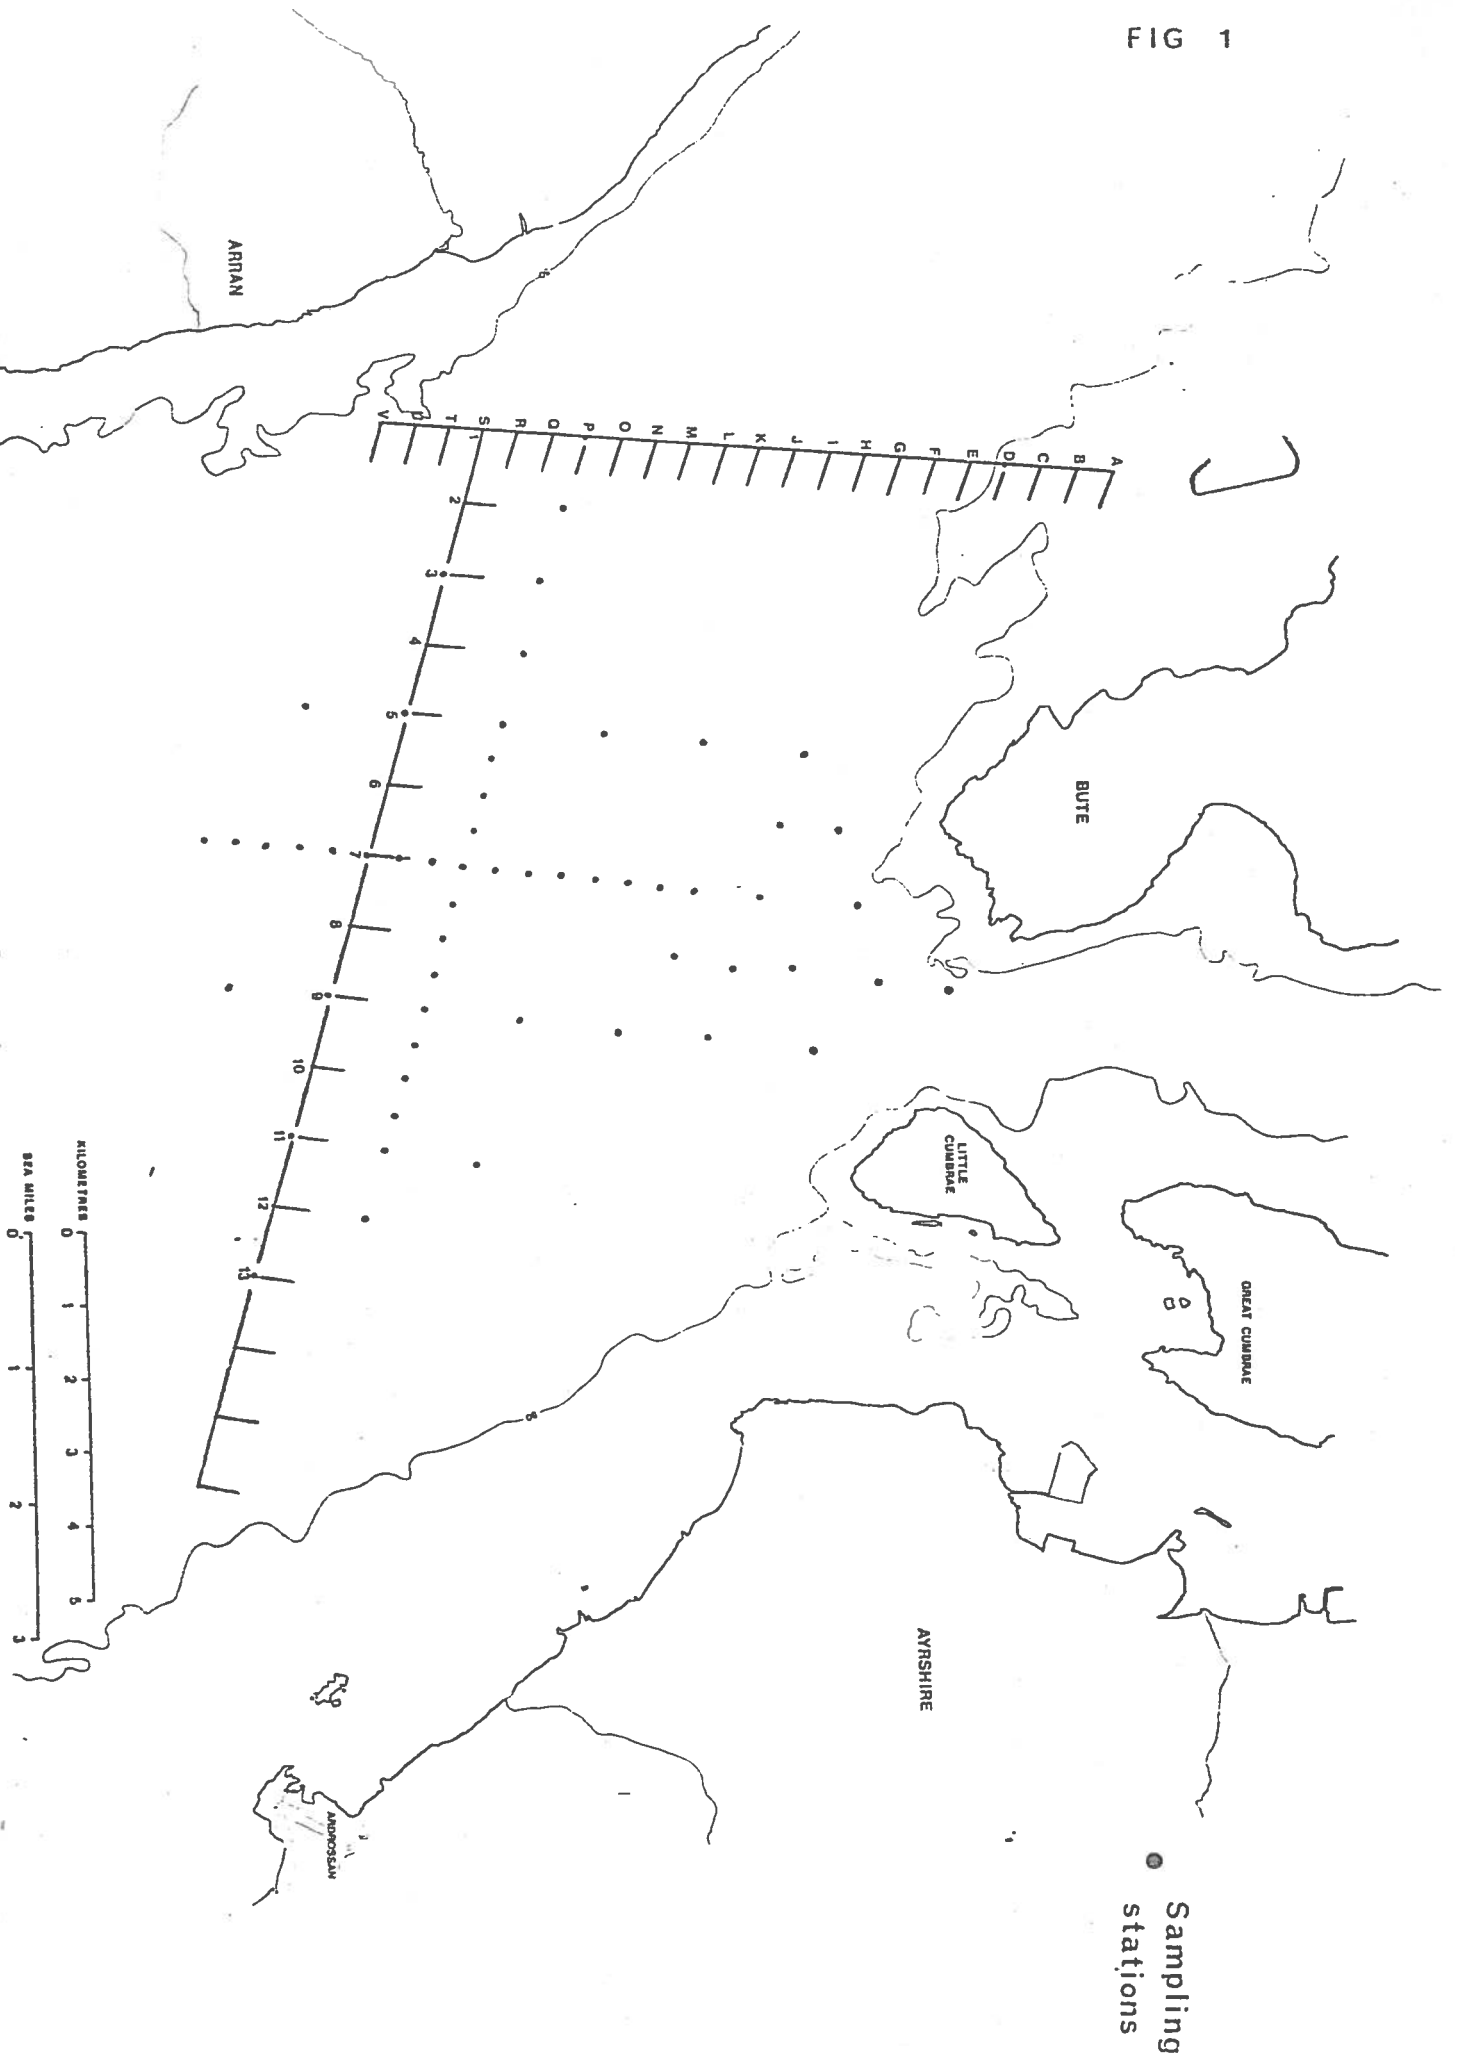 FIG 1
ARRAN
BUTE
LITTLE
CUMBRAE
GREAT CUMBRAE
AYRSHIRE
ARDROSSAN
A
B
C
D
E
F
G
H
I
J
K
L
M
N
O
P
Q
R
S
T
U
V
1
2
3
4
5
6
7
8
9
10
11
12
13
KILOMETRES
0 1 2 3 4 5
SEA MILES
0 1 2 3
Sampling
stations